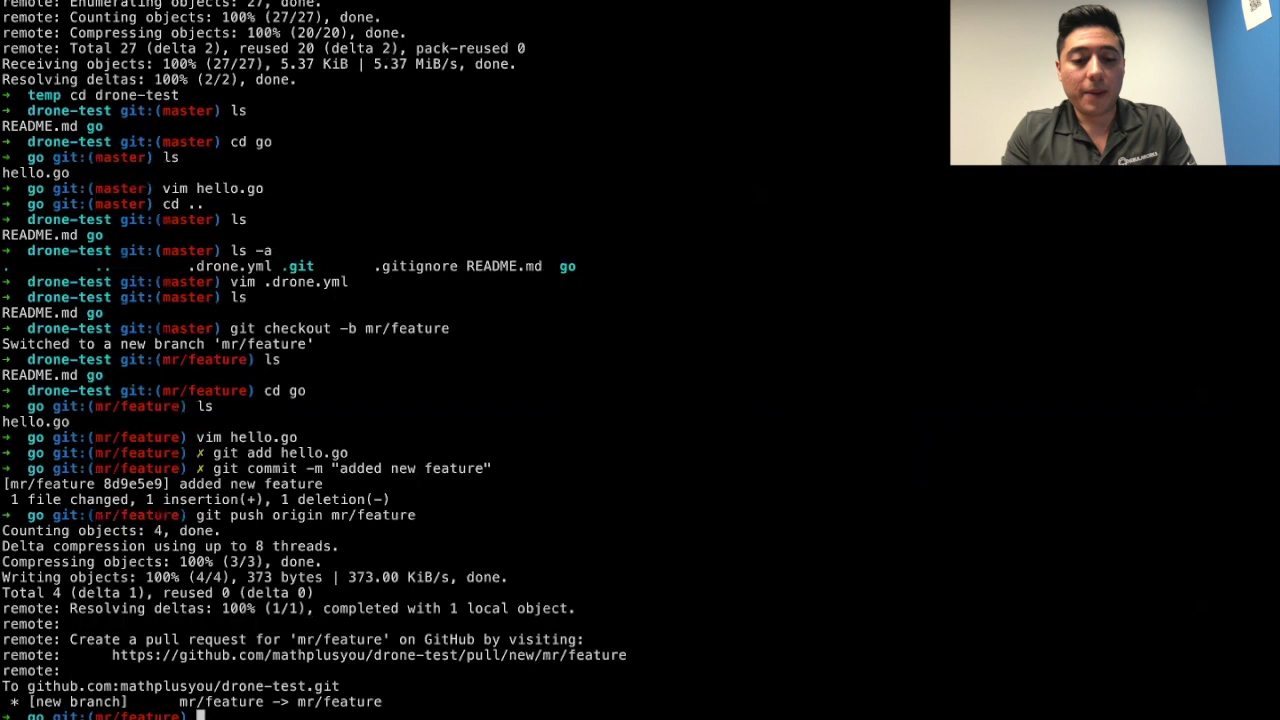 remote: Enumerating objects: 27, done.
remote: Counting objects: 100% (27/27), done.
remote: Compressing objects: 100% (20/20), done.
remote: Total 27 (delta 2), reused 20 (delta 2), pack-reused 0
Receiving objects: 100% (27/27), 5.37 KiB | 5.37 MiB/s, done.
Resolving deltas: 100% (2/2), done.
➜ temp cd drone-test
➜ drone-test git:(master) ls
README.md go
➜ drone-test git:(master) cd go
➜ go git:(master) ls
hello.go
➜ go git:(master) vim hello.go
➜ go git:(master) cd ..
➜ drone-test git:(master) ls
README.md go
➜ drone-test git:(master) ls -a
. .. .drone.yml .git .gitignore README.md go
➜ drone-test git:(master) vim .drone.yml
➜ drone-test git:(master) ls
README.md go
➜ drone-test git:(master) git checkout -b mr/feature
Switched to a new branch 'mr/feature'
➜ drone-test git:(mr/feature) ls
README.md go
➜ drone-test git:(mr/feature) cd go
➜ go git:(mr/feature) ls
hello.go
➜ go git:(mr/feature) vim hello.go
➜ go git:(mr/feature) ✗ git add hello.go
➜ go git:(mr/feature) ✗ git commit -m "added new feature"
[mr/feature 8d9e5e9] added new feature
1 file changed, 1 insertion(+), 1 deletion(-)
➜ go git:(mr/feature) git push origin mr/feature
Counting objects: 4, done.
Delta compression using up to 8 threads.
Compressing objects: 100% (3/3), done.
Writing objects: 100% (4/4), 373 bytes | 373.00 KiB/s, done.
Total 4 (delta 1), reused 0 (delta 0)
remote: Resolving deltas: 100% (1/1), completed with 1 local object.
remote:
remote: Create a pull request for 'mr/feature' on GitHub by visiting:
remote: https://github.com/mathplusyou/drone-test/pull/new/mr/feature
remote:
To github.com:mathplusyou/drone-test.git
* [new branch] mr/feature -> mr/feature
➜ go git:(mr/feature)